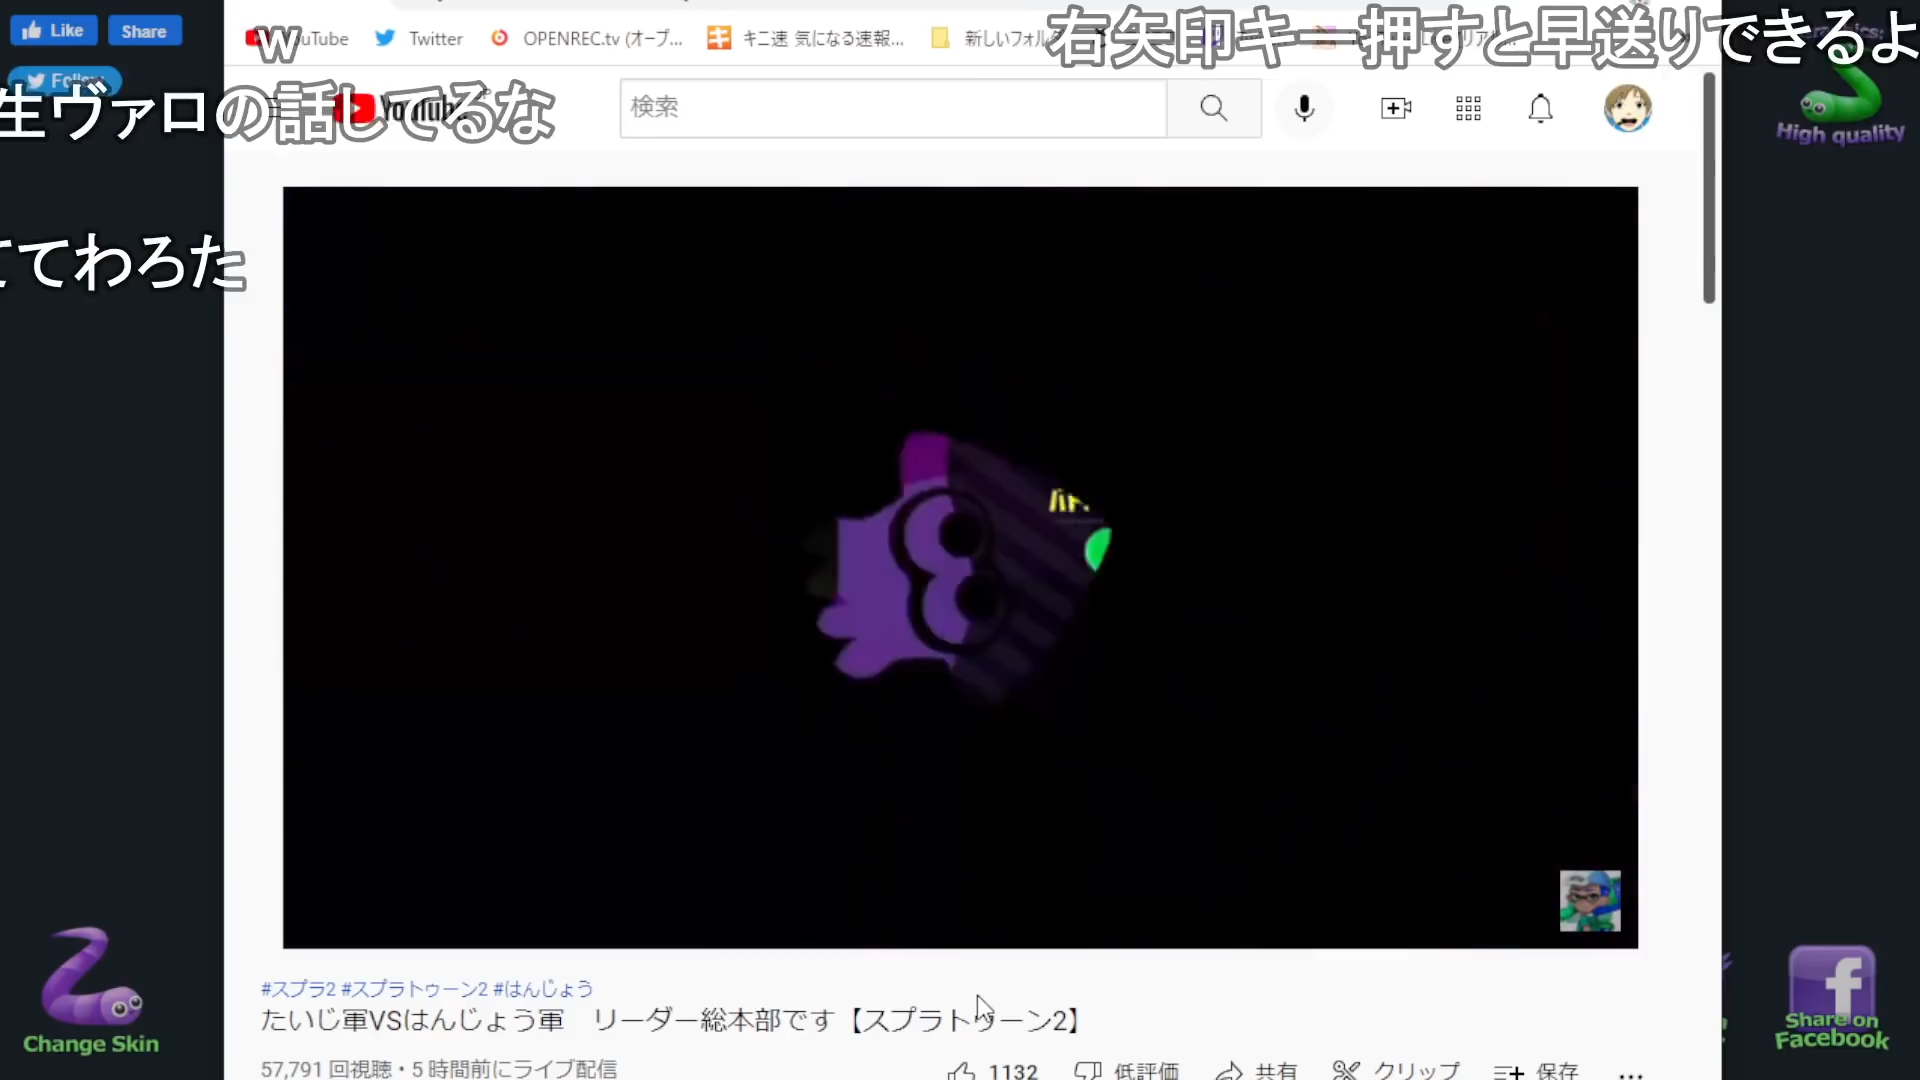 Like
Share
YouTube
Twitter
OPENREC.tv (オープ...
キニ速 気になる速報...
右矢印キー押すと早送りできるよ
w
Follow
生ヴァロの話してるな
YouTube
検索
High quality
ててわろた
#スプラ2 #スプラトゥーン2 #はんじょう
たいじ軍VSはんじょう軍　リーダー総本部です【スプラトゥーン2】
57,791 回視聴・5 時間前にライブ配信
1132
低評価
共有
クリップ
保存
Change Skin
Share on
Facebook